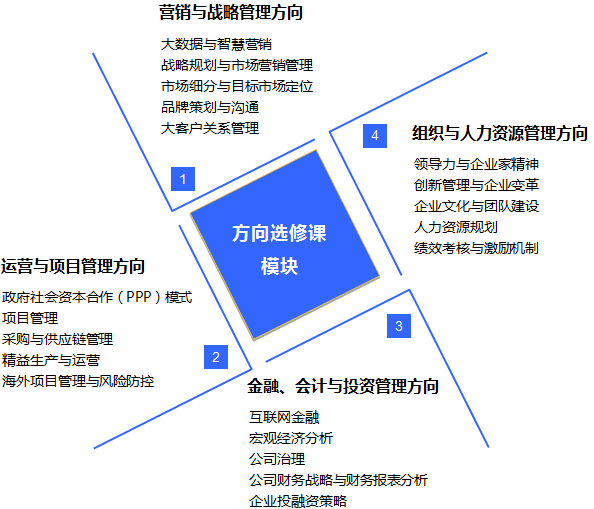 营销与战略管理方向
大数据与智慧营销
战略规划与市场营销管理
市场细分与目标市场定位
品牌策划与沟通
大客户关系管理
1
4
组织与人力资源管理方向
领导力与企业家精神
创新管理与企业变革
企业文化与团队建设
人力资源规划
绩效考核与激励机制
方向选修课
模块
运营与项目管理方向
政府社会资本合作（PPP）模式
项目管理
采购与供应链管理
精益生产与运营
海外项目管理与风险防控
2
3
金融、会计与投资管理方向
互联网金融
宏观经济分析
公司治理
公司财务战略与财务报表分析
企业投融资策略